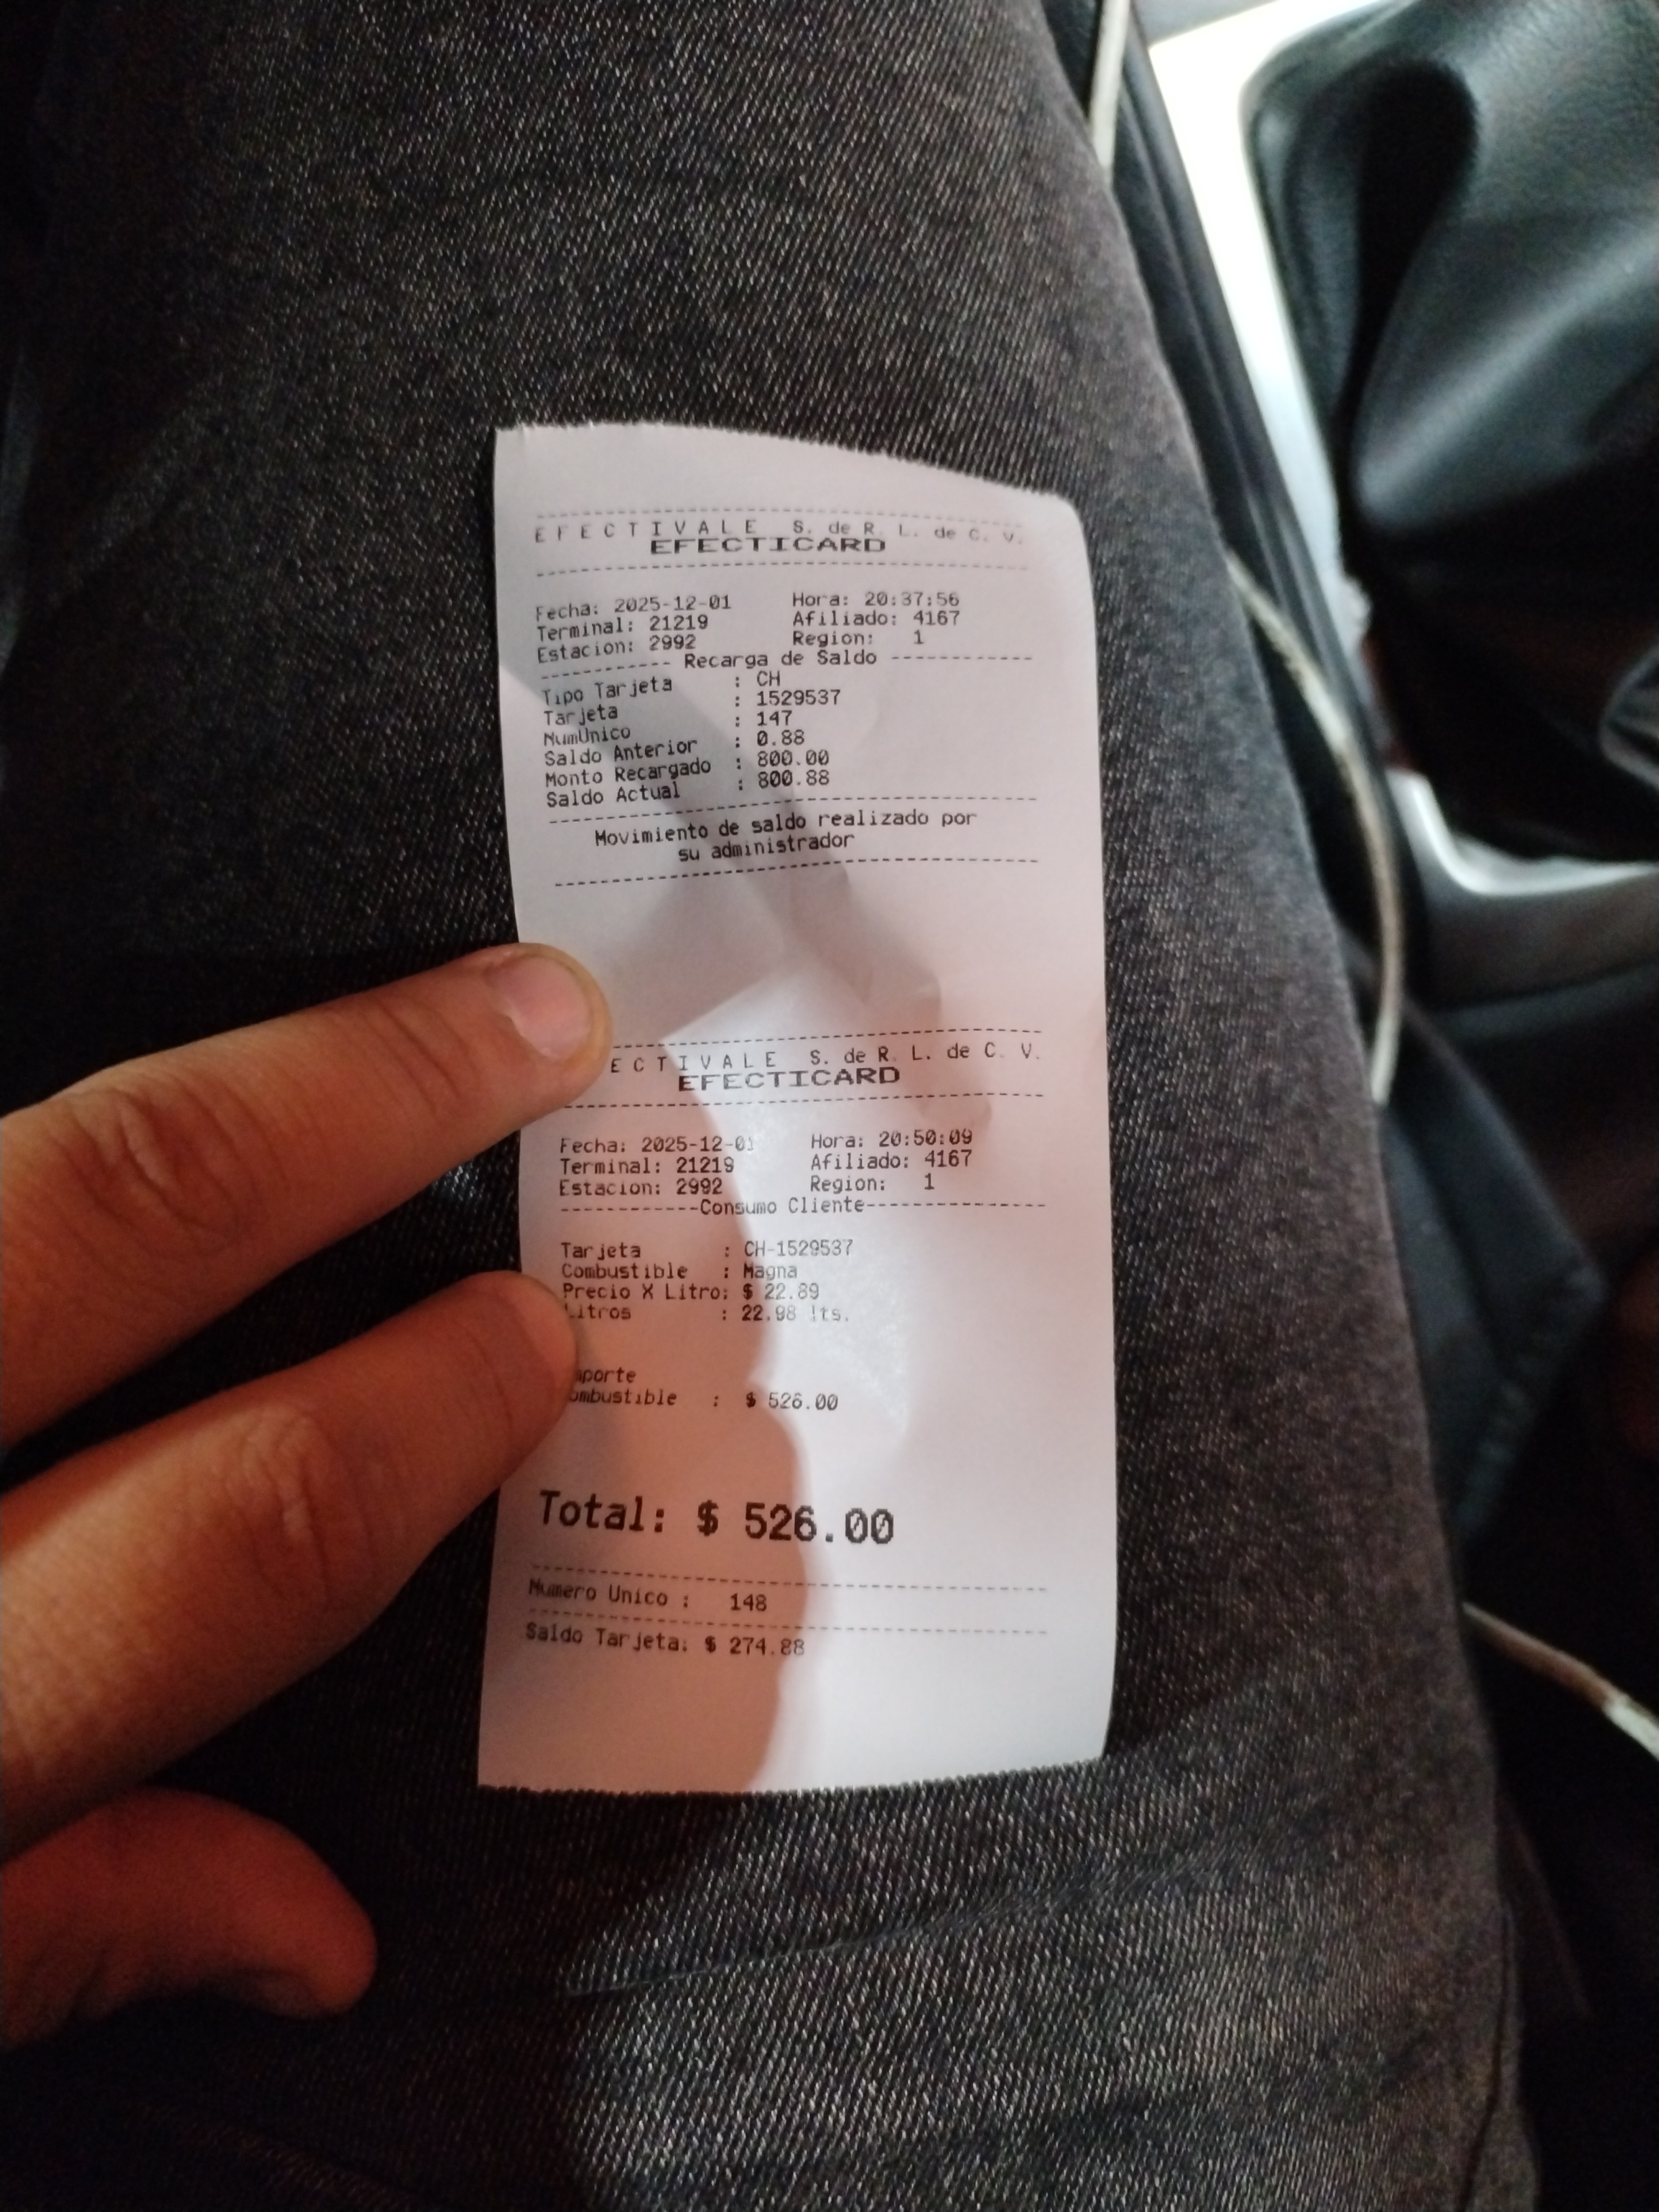 EFECTIVALE S. de R. L. de C. V.
EFECTICARD
Fecha: 2025-12-01 Hora: 20:37:56
Terminal: 21219 Afiliado: 4167
Estacion: 2992 Region: 1
Recarga de Saldo
Tipo Tarjeta : CH
Tarjeta : 1529537
NumUnico : 147
Saldo Anterior : 0.88
Monto Recargado : 800.00
Saldo Actual : 800.88
Movimiento de saldo realizado por
su administrador
ECTIVALE S. de R. L. de C. V.
EFECTICARD
Fecha: 2025-12-01 Hora: 20:50:09
Terminal: 21219 Afiliado: 4167
Estacion: 2992 Region: 1
Consumo Cliente
Tarjeta : CH-1529537
Combustible : Magna
Precio X Litro: $ 22.89
Litros : 22.98 lts.
mporte
ombustible : $ 526.00
Total: $ 526.00
Numero Unico : 148
Saldo Tarjeta: $ 274.88